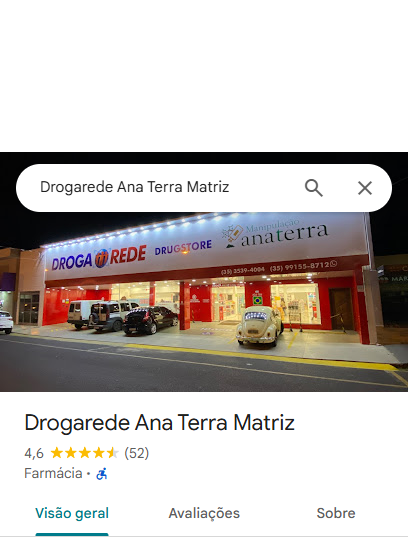 Drogarede Ana Terra Matriz
Manipulação
anaterra
DROGA REDE DRUGSTORE
(35) 3539-4004 (35) 99155-8712
Drogarede Ana Terra Matriz
4,6 (52)
Farmácia ·
Visão geral Avaliações Sobre